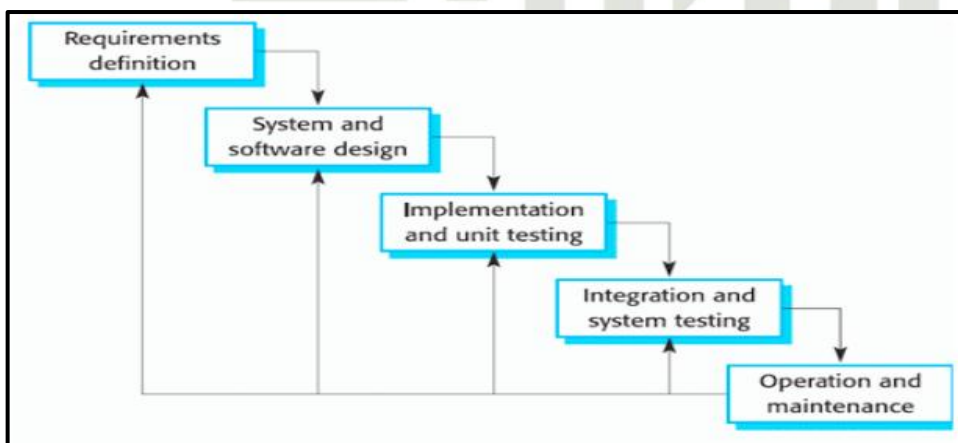 Requirements
definition
System and
software design
Implementation
and unit testing
Integration and
system testing
Operation and
maintenance